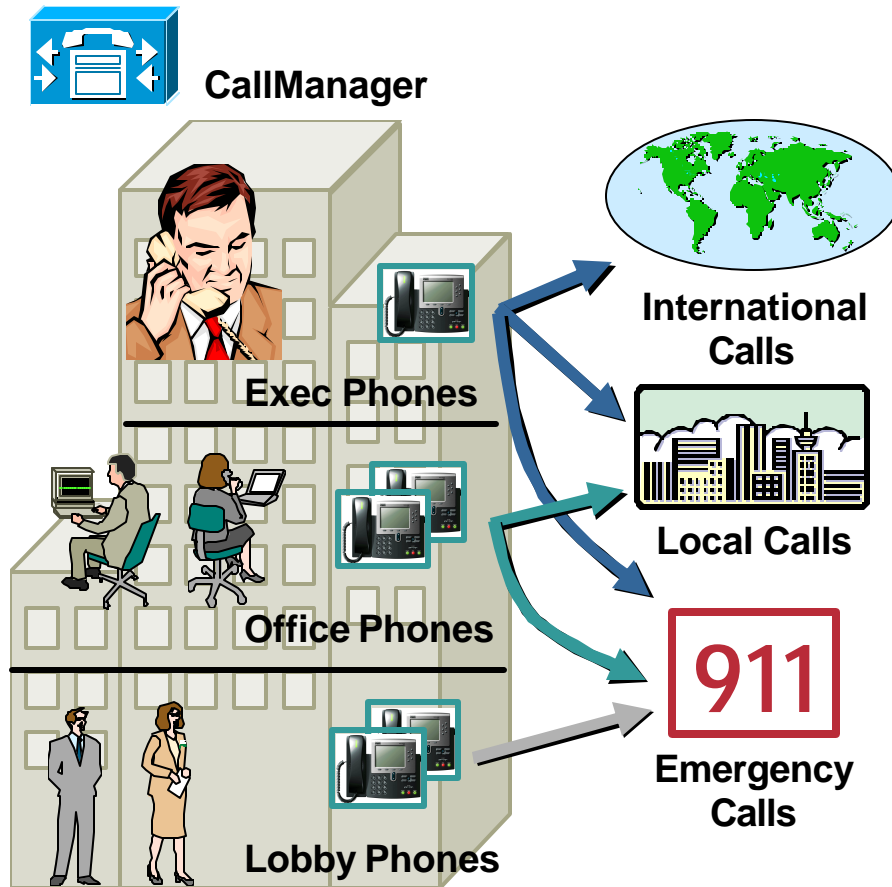 CallManager
International
Calls
Exec Phones
Local Calls
Office Phones
911
Emergency
Calls
Lobby Phones